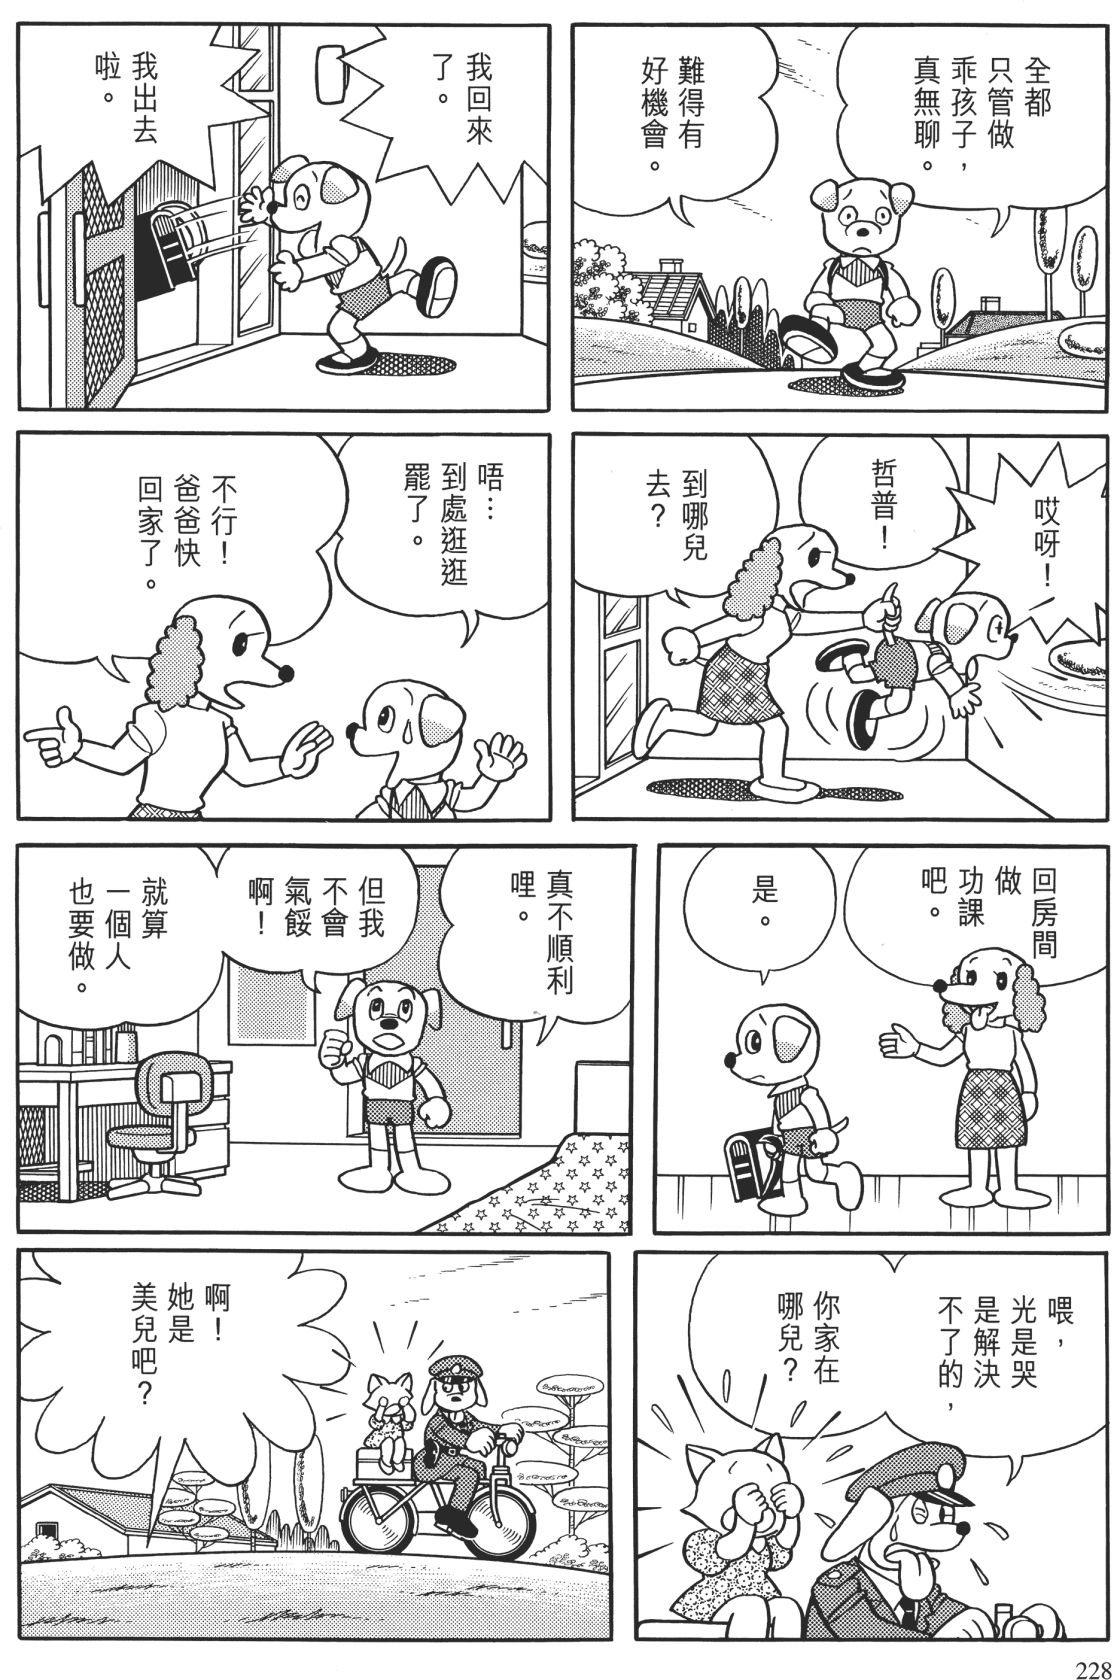 全都
只管做
乖孩子，
真無聊。
難得有
好機會。
我回來
了。
我出去
啦。
哎呀！
哲普！
到哪兒
去？
唔…
到處逛逛
罷了。
不行！
爸爸快
回家了。
回房間
做
功課
吧。
是。
真不順利
哩。
但我
不會
氣餒
啊！
就算
一個人
也要做。
喂，
光是哭
是解決
不了的，
你家在
哪兒？
啊！
她是
美兒吧？
228